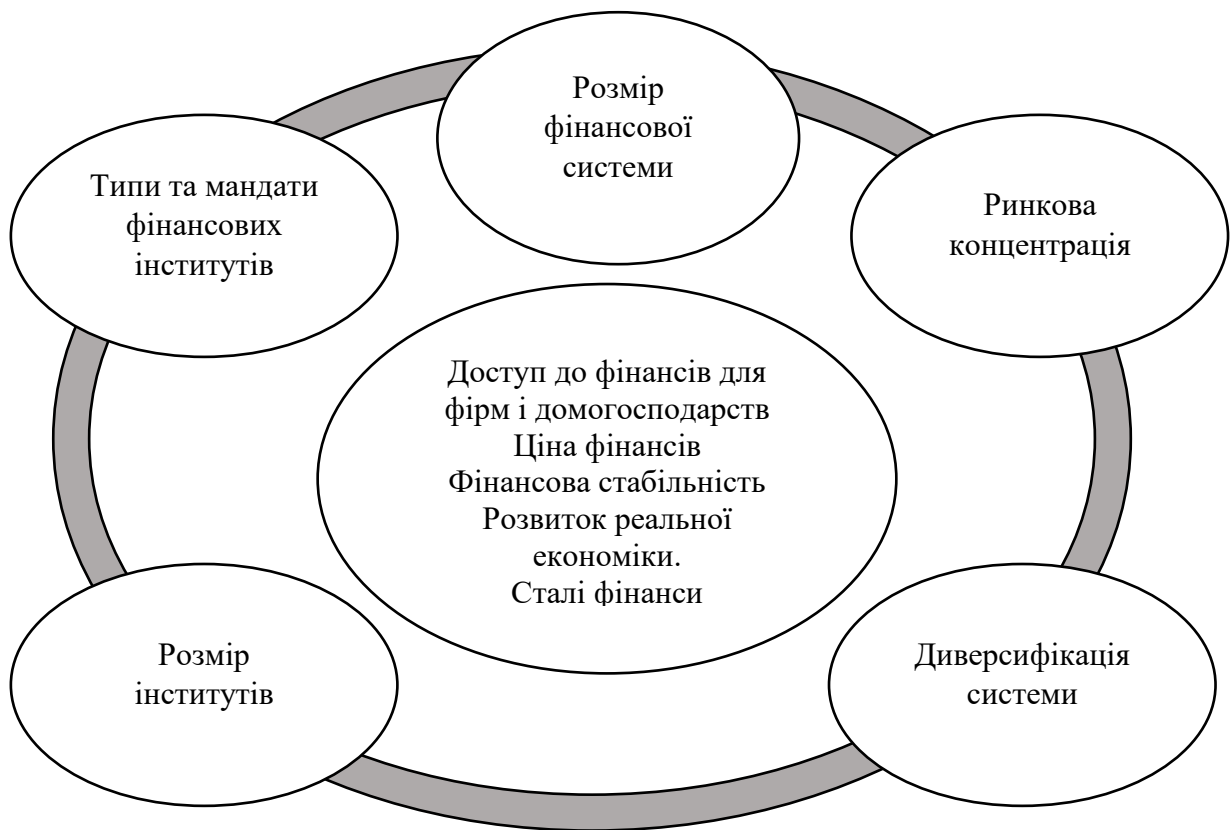 Розмір
фінансової
системи
Типи та мандати
фінансових
інститутів
Ринкова
концентрація
Доступ до фінансів для
фірм і домогосподарств
Ціна фінансів
Фінансова стабільність
Розвиток реальної
економіки.
Сталі фінанси
Розмір
інститутів
Диверсифікація
системи